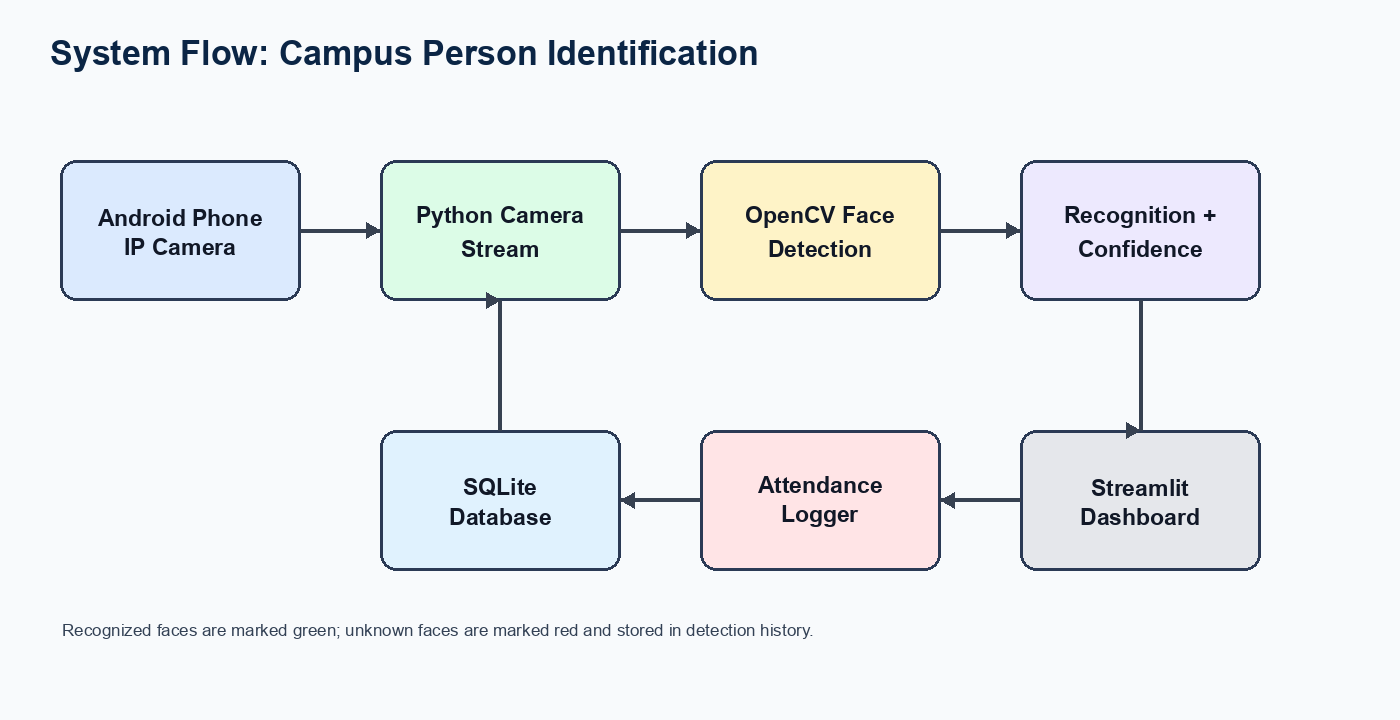 System Flow: Campus Person Identification
Android Phone
IP Camera
Python Camera
Stream
OpenCV Face
Detection
Recognition +
Confidence
SQLite
Database
Attendance
Logger
Streamlit
Dashboard
Recognized faces are marked green; unknown faces are marked red and stored in detection history.